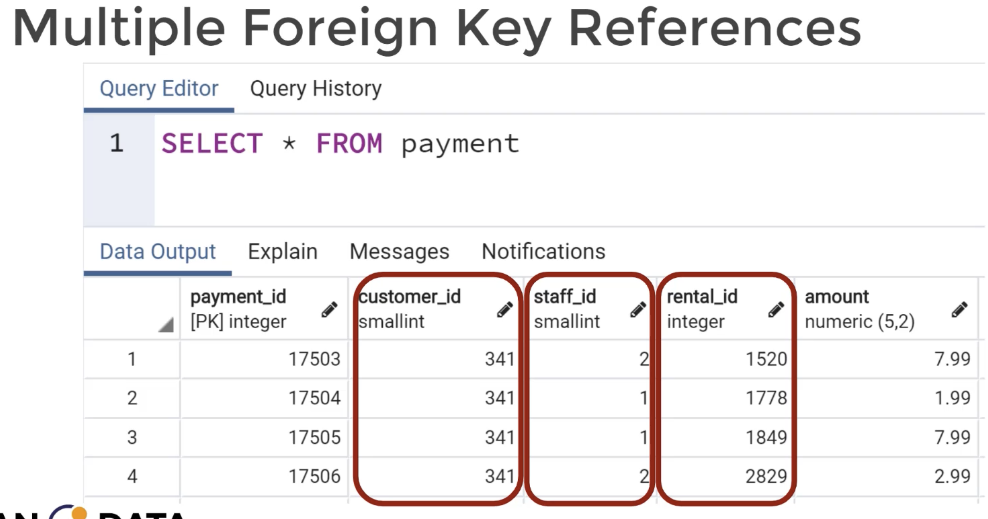 Multiple Foreign Key References
Query Editor Query History
1 SELECT * FROM payment
Data Output Explain Messages Notifications
payment_id customer_id staff_id rental_id amount
[PK] integer smallint smallint integer numeric (5,2)
1 17503 341 2 1520 7.99
2 17504 341 1 1778 1.99
3 17505 341 1 1849 7.99
4 17506 341 2 2829 2.99